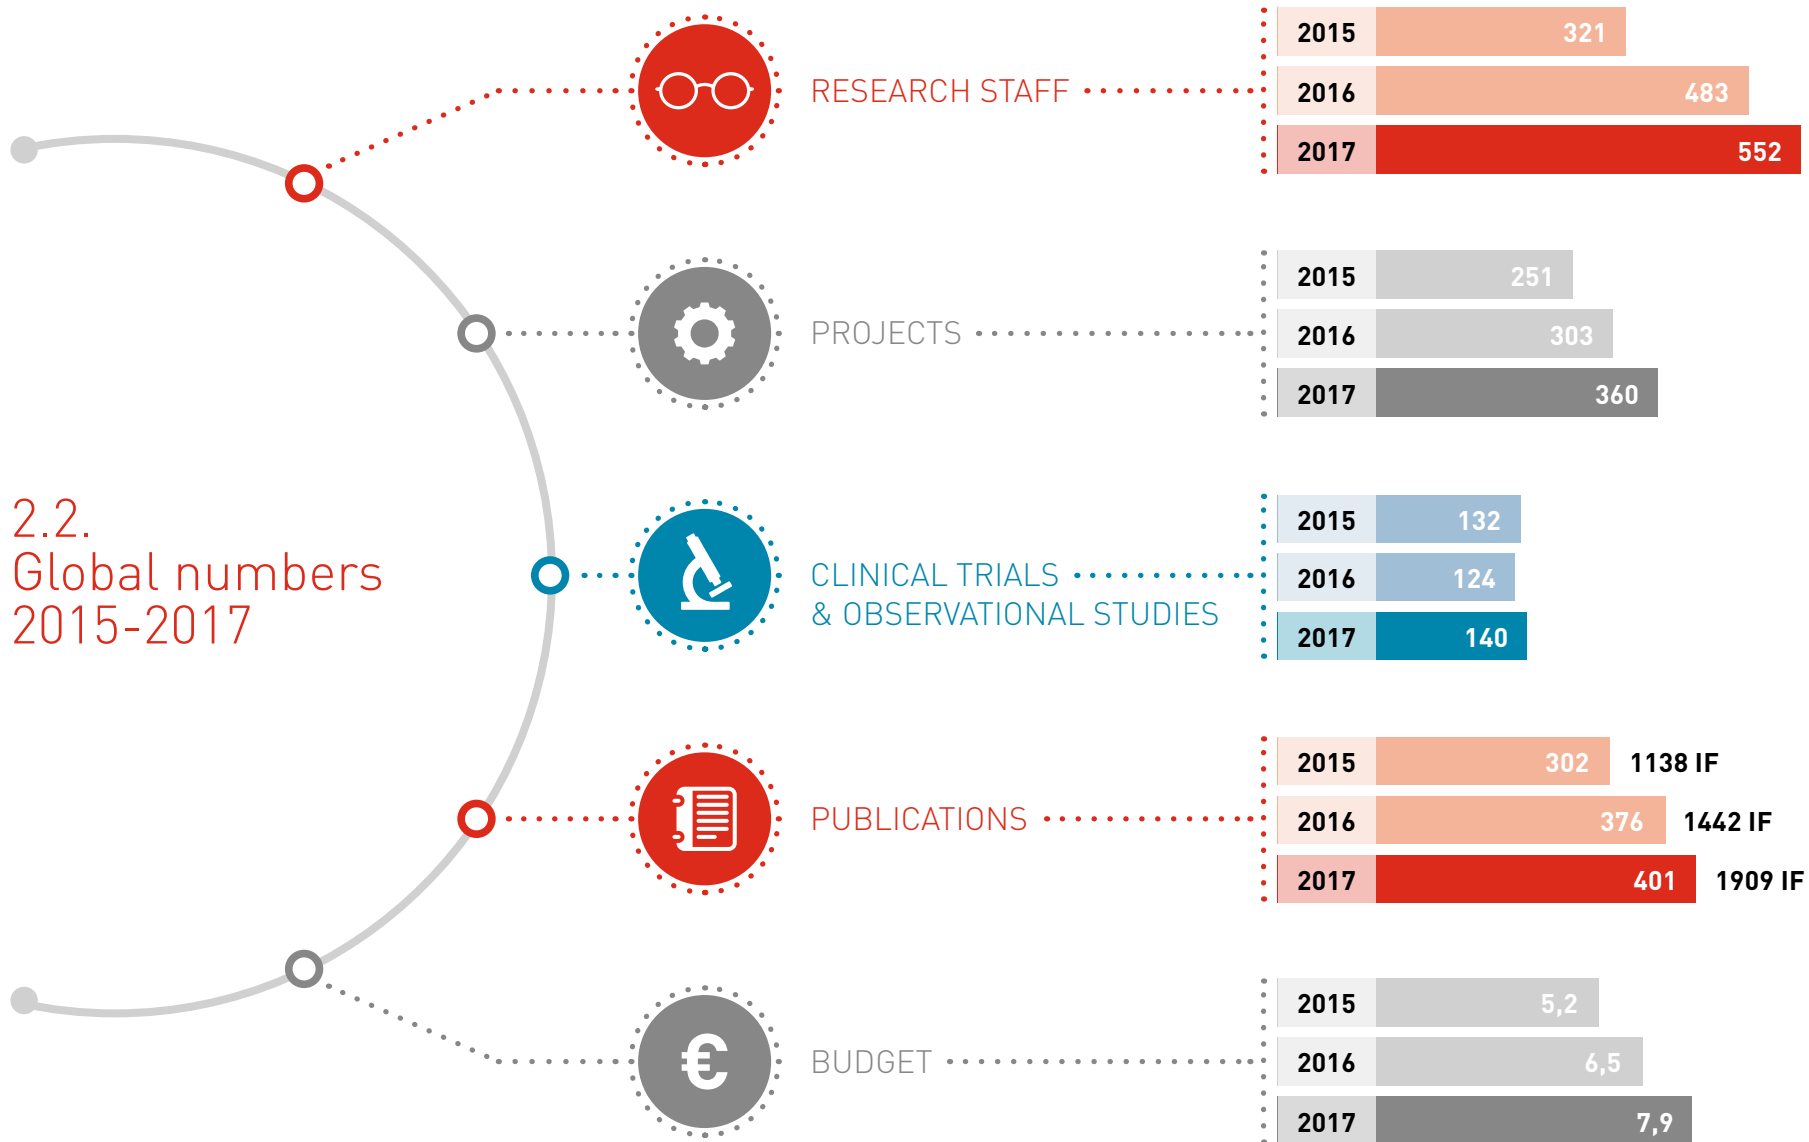 2.2.
Global numbers
2015-2017
RESEARCH STAFF
2015 321
2016 483
2017 552
PROJECTS
2015 251
2016 303
2017 360
CLINICAL TRIALS
& OBSERVATIONAL STUDIES
2015 132
2016 124
2017 140
PUBLICATIONS
2015 302 1138 IF
2016 376 1442 IF
2017 401 1909 IF
€
BUDGET
2015 5,2
2016 6,5
2017 7,9